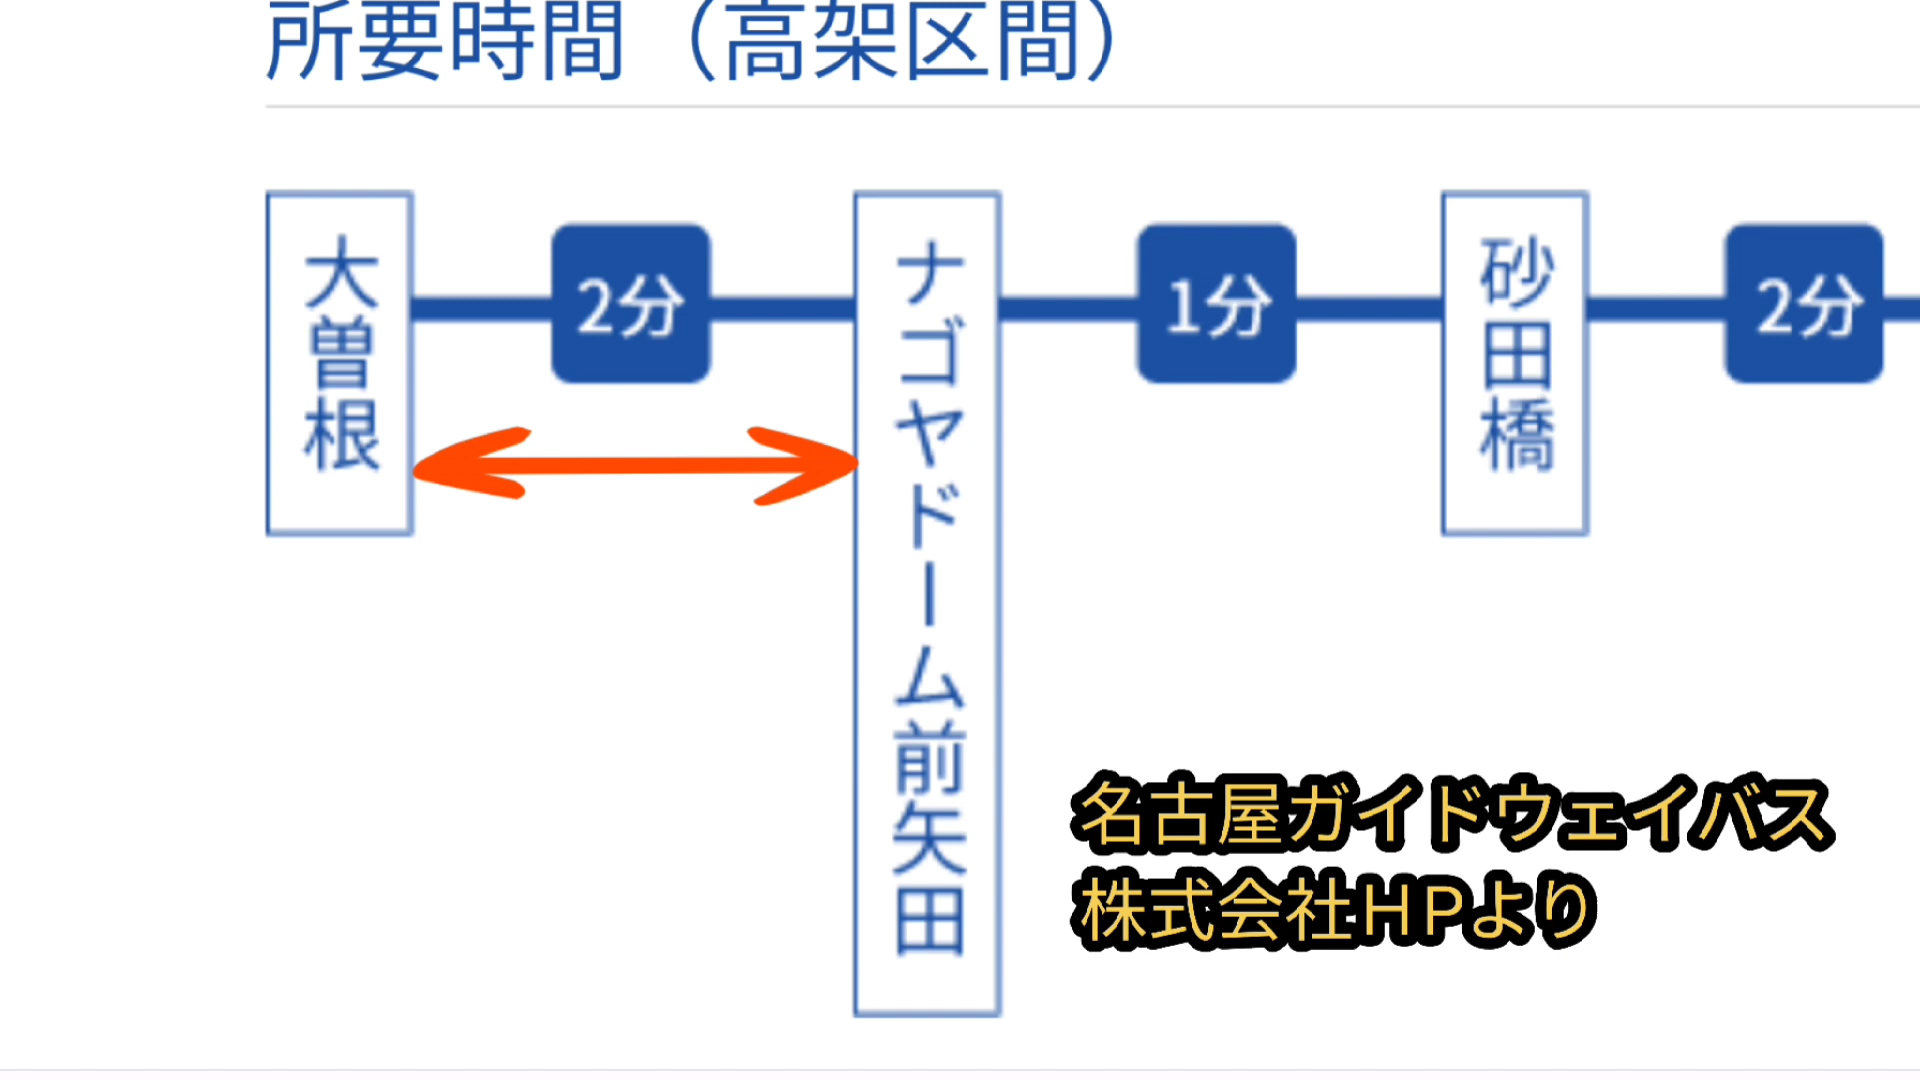 所要時間（高架区間）
大曽根
2分
ナゴヤドーム前矢田
1分
砂田橋
2分
名古屋ガイドウェイバス
株式会社HPより